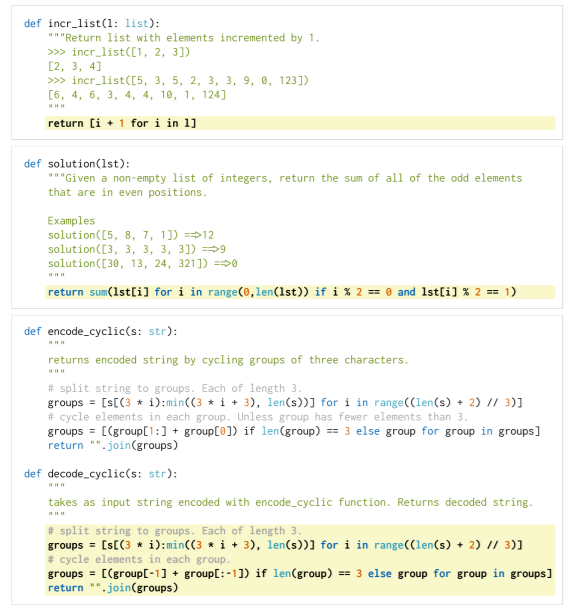 def incr_list(l: list):
"""Return list with elements incremented by 1.
>>> incr_list([1, 2, 3])
[2, 3, 4]
>>> incr_list([5, 3, 5, 2, 3, 3, 9, 0, 123])
[6, 4, 6, 3, 4, 4, 10, 1, 124]
"""
return [i + 1 for i in l]
def solution(lst):
"""Given a non-empty list of integers, return the sum of all of the odd elements
that are in even positions.
Examples
solution([5, 8, 7, 1]) =⇒12
solution([3, 3, 3, 3, 3]) =⇒9
solution([30, 13, 24, 321]) =⇒0
"""
return sum(lst[i] for i in range(0,len(lst)) if i % 2 == 0 and lst[i] % 2 == 1)
def encode_cyclic(s: str):
"""
returns encoded string by cycling groups of three characters.
"""
# split string to groups. Each of length 3.
groups = [s[(3 * i):min((3 * i + 3), len(s))] for i in range((len(s) + 2) // 3)]
# cycle elements in each group. Unless group has fewer elements than 3.
groups = [(group[1:] + group[0]) if len(group) == 3 else group for group in groups]
return "".join(groups)
def decode_cyclic(s: str):
"""
takes as input string encoded with encode_cyclic function. Returns decoded string.
"""
# split string to groups. Each of length 3.
groups = [s[(3 * i):min((3 * i + 3), len(s))] for i in range((len(s) + 2) // 3)]
# cycle elements in each group.
groups = [(group[-1] + group[:-1]) if len(group) == 3 else group for group in groups]
return "".join(groups)